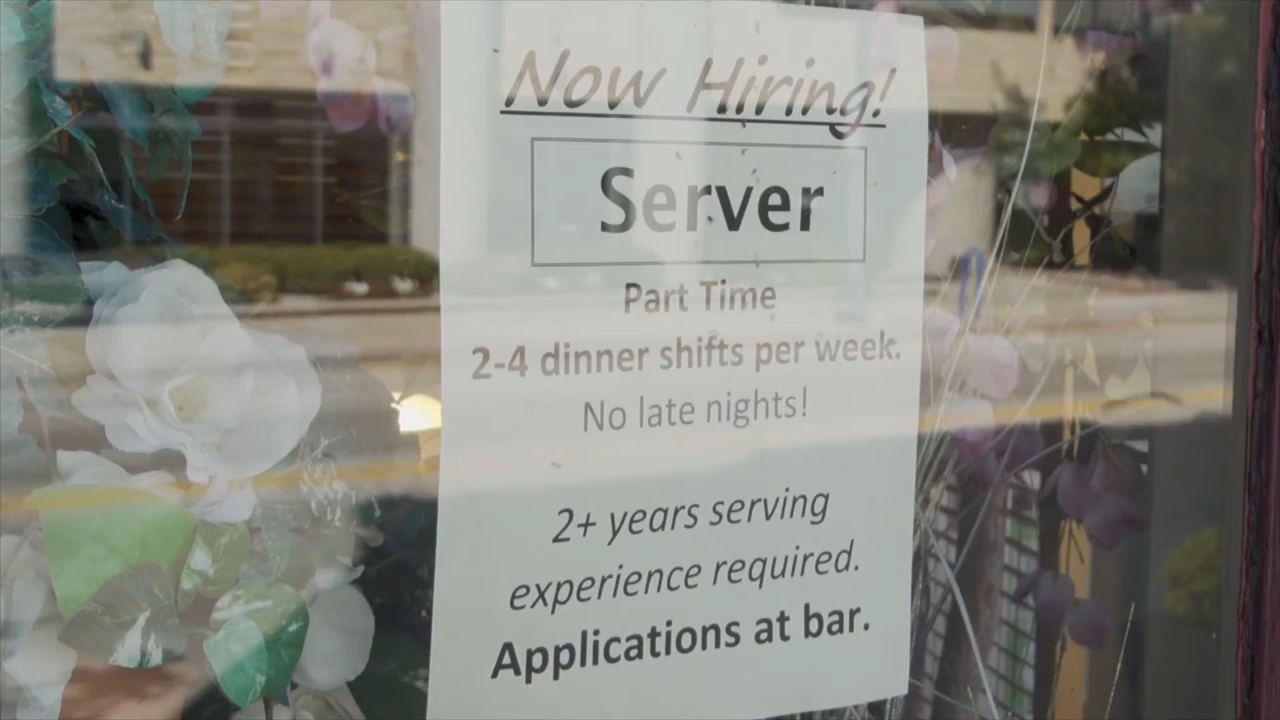 Now Hiring!
Server
Part Time
2-4 dinner shifts per week.
No late nights!
2+ years serving
experience required.
Applications at bar.